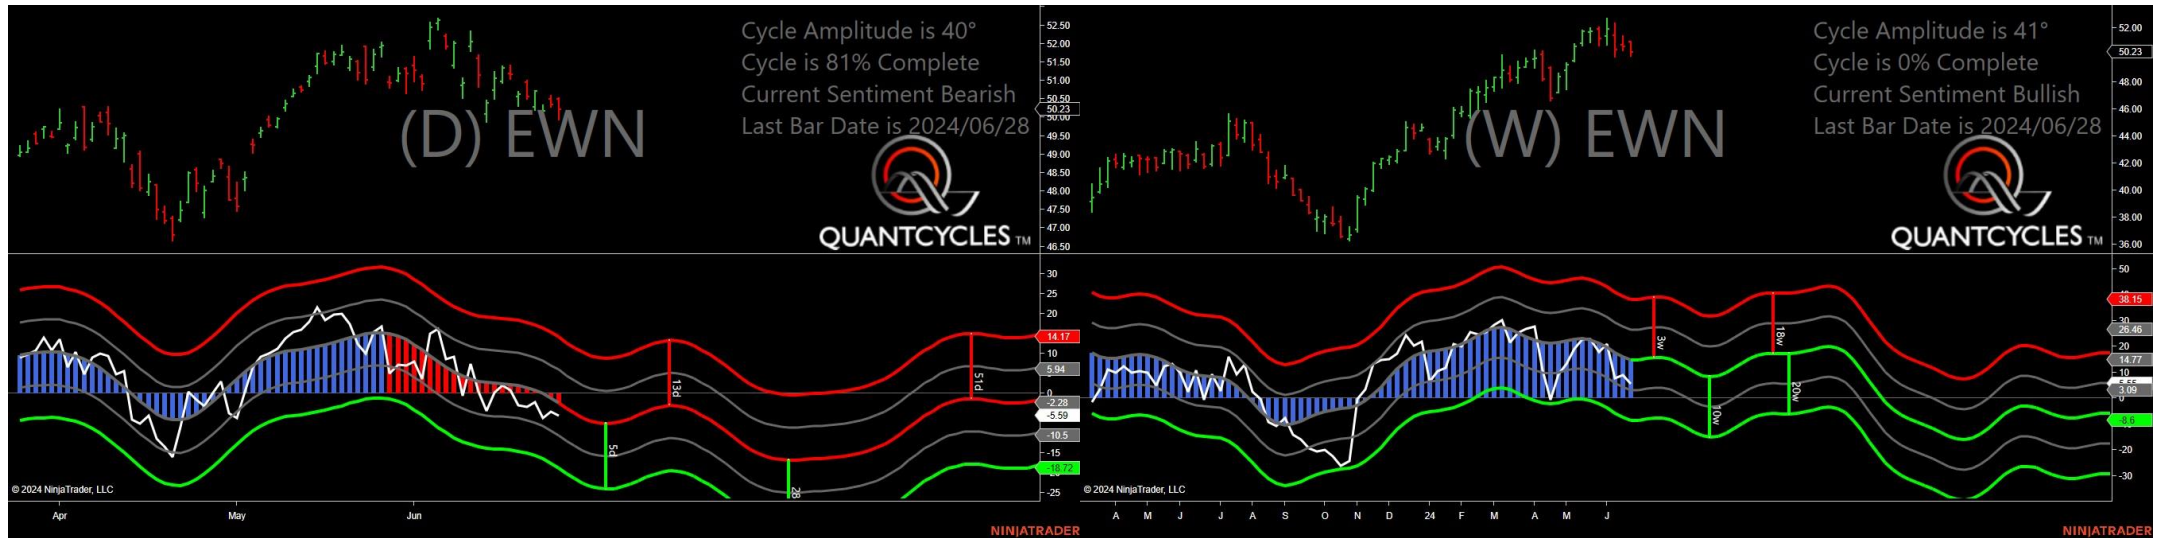 Cycle Amplitude is 40°
Cycle is 81% Complete
Current Sentiment Bearish
Last Bar Date is 2024/06/28
(D) EWN
QUANTCYCLES TM
52.50
52.00
51.50
51.00
50.50
50.23
50.00
49.50
49.00
48.50
48.00
47.50
47.00
46.50
30
25
20
14.17
10
5.94
0
-2.28
-5.59
-10.5
-15
-18.72
-25
5d
13d
28
51d
© 2024 NinjaTrader, LLC
Apr
May
Jun
NINJATRADER
Cycle Amplitude is 41°
Cycle is 0% Complete
Current Sentiment Bullish
Last Bar Date is 2024/06/28
(W) EWN
QUANTCYCLES TM
52.00
50.23
48.00
46.00
44.00
42.00
40.00
38.00
36.00
50
38.15
30
26.46
20
14.77
10
5.55
3.09
0
-8.6
-20
-30
3w
10w
18w
20w
© 2024 NinjaTrader, LLC
A M J J A S O N D 24 F M A M J
NINJATRADER